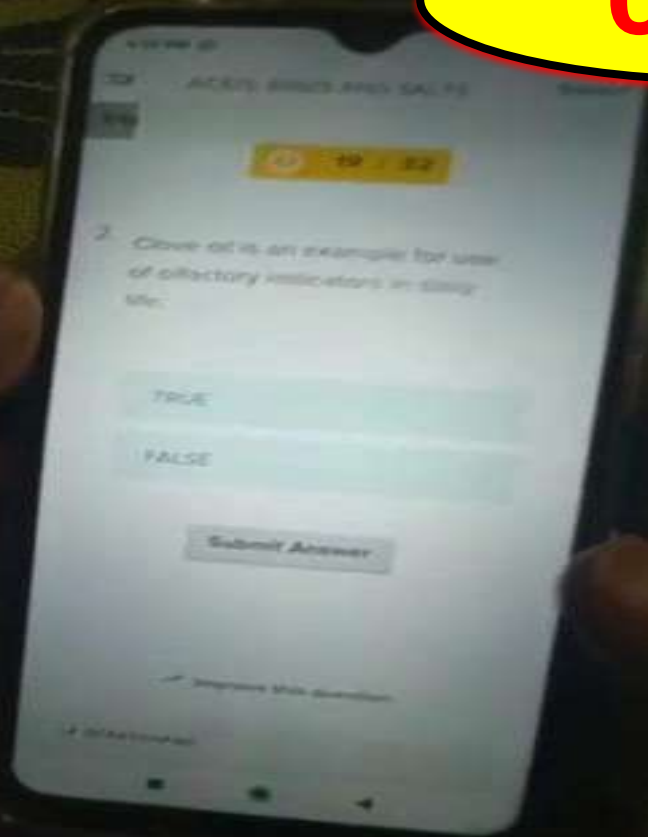 ACIDS, BASES AND SALTS
19 : 52
2. Clove oil is an example for use
of olfactory indicators in daily
life.
TRUE
FALSE
Submit Answer
Improve this question